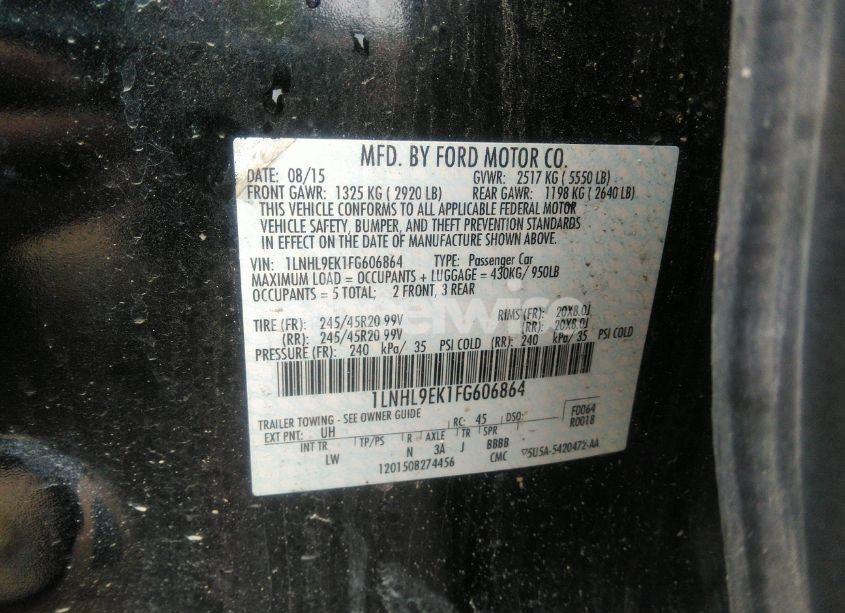 MFD. BY FORD MOTOR CO.
DATE: 08/15 GVWR: 2517 KG ( 5550 LB)
FRONT GAWR: 1325 KG ( 2920 LB) REAR GAWR: 1198 KG ( 2640 LB)
THIS VEHICLE CONFORMS TO ALL APPLICABLE FEDERAL MOTOR
VEHICLE SAFETY, BUMPER, AND THEFT PREVENTION STANDARDS
IN EFFECT ON THE DATE OF MANUFACTURE SHOWN ABOVE.
VIN: 1LNHL9EK1FG606864 TYPE: Passenger Car
MAXIMUM LOAD = OCCUPANTS + LUGGAGE = 430KG/ 950LB
OCCUPANTS = 5 TOTAL; 2 FRONT, 3 REAR
TIRE (FR): 245/45R20 99V RIMS (FR): 20X8.0J
(RR): 245/45R20 99V (RR): 20X8.0J
PRESSURE (FR): 240 kPa/ 35 PSI COLD (RR): 240 kPa/ 35 PSI COLD
1LNHL9EK1FG606864
TRAILER TOWING - SEE OWNER GUIDE
EXT PNT: UH RC: 45 DSO: F0064
R0018
INT TR TP/PS R AXLE TR SPR
LW N 3A J BBBB
1201508274456 CMC 5U5A-5420472-AA